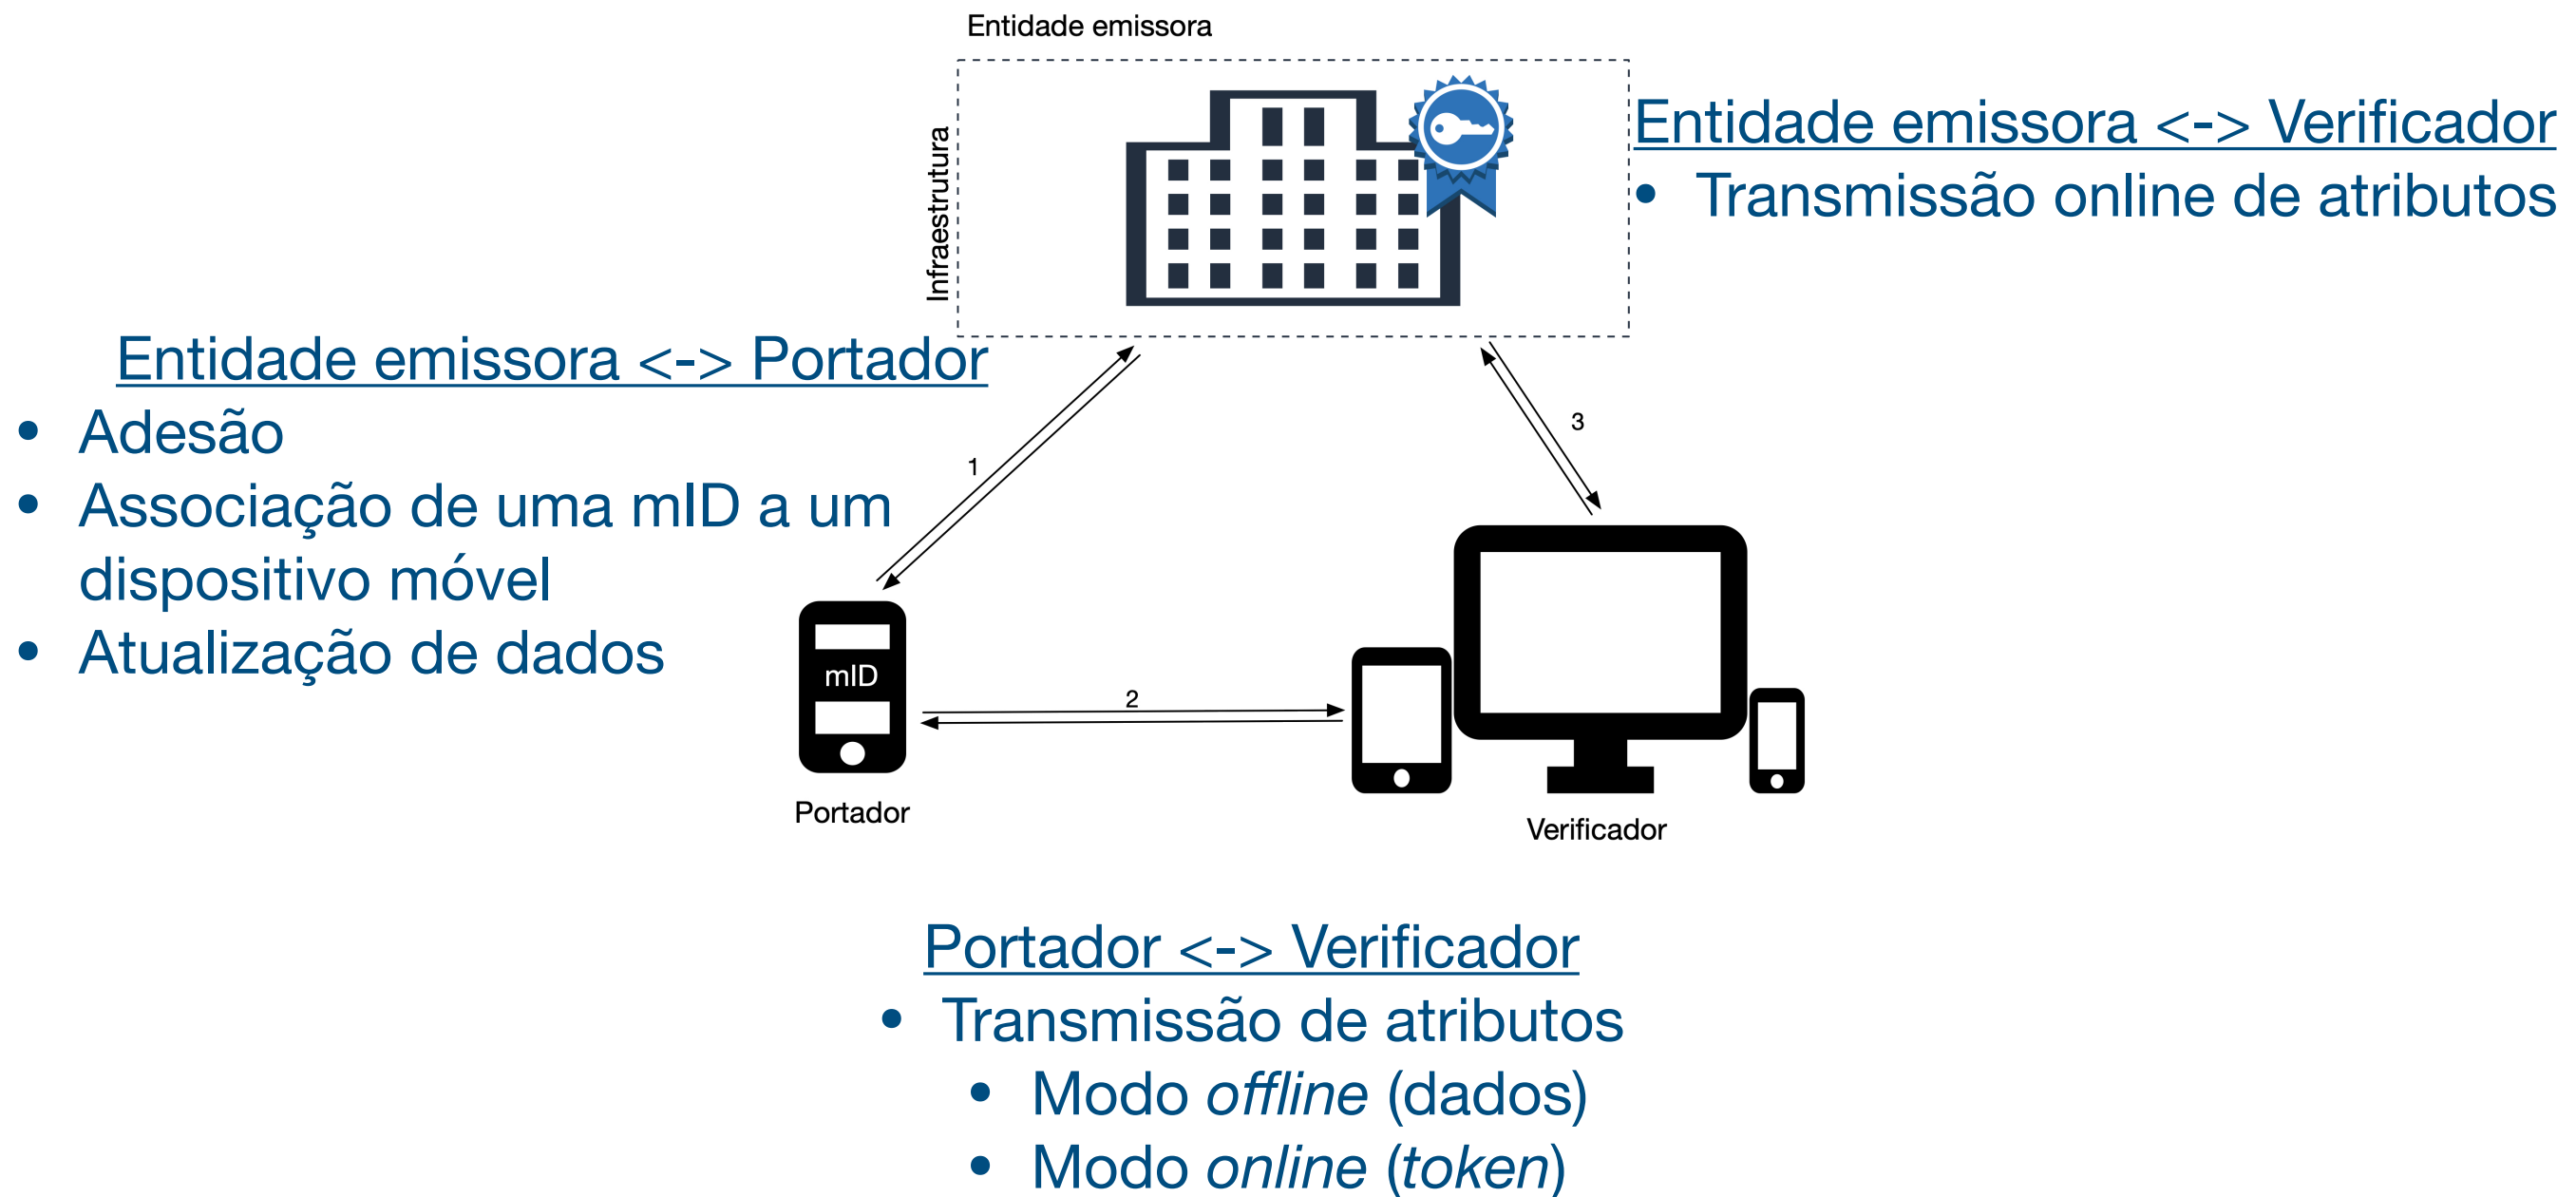 Entidade emissora
Infraestrutura
Entidade emissora <-> Verificador
• Transmissão online de atributos
Entidade emissora <-> Portador
• Adesão
• Associação de uma mID a um
dispositivo móvel
• Atualização de dados
1
3
mID
2
Portador
Verificador
Portador <-> Verificador
• Transmissão de atributos
• Modo offline (dados)
• Modo online (token)